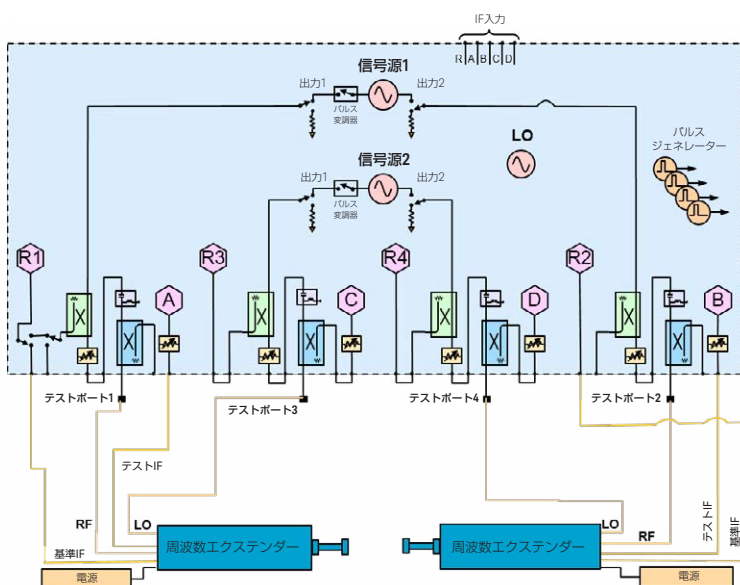 IF入力
R A B C D
信号源1
出力1
出力2
パルス
変調器
LO
パルス
ジェネレーター
信号源2
出力1
出力2
パルス
変調器
R1
A
R3
C
R4
D
R2
B
テストポート1
テストポート3
テストポート4
テストポート2
テストIF
RF
LO
基準IF
周波数エクステンダー
電源
周波数エクステンダー
LO
RF
テストIF
基準IF
電源